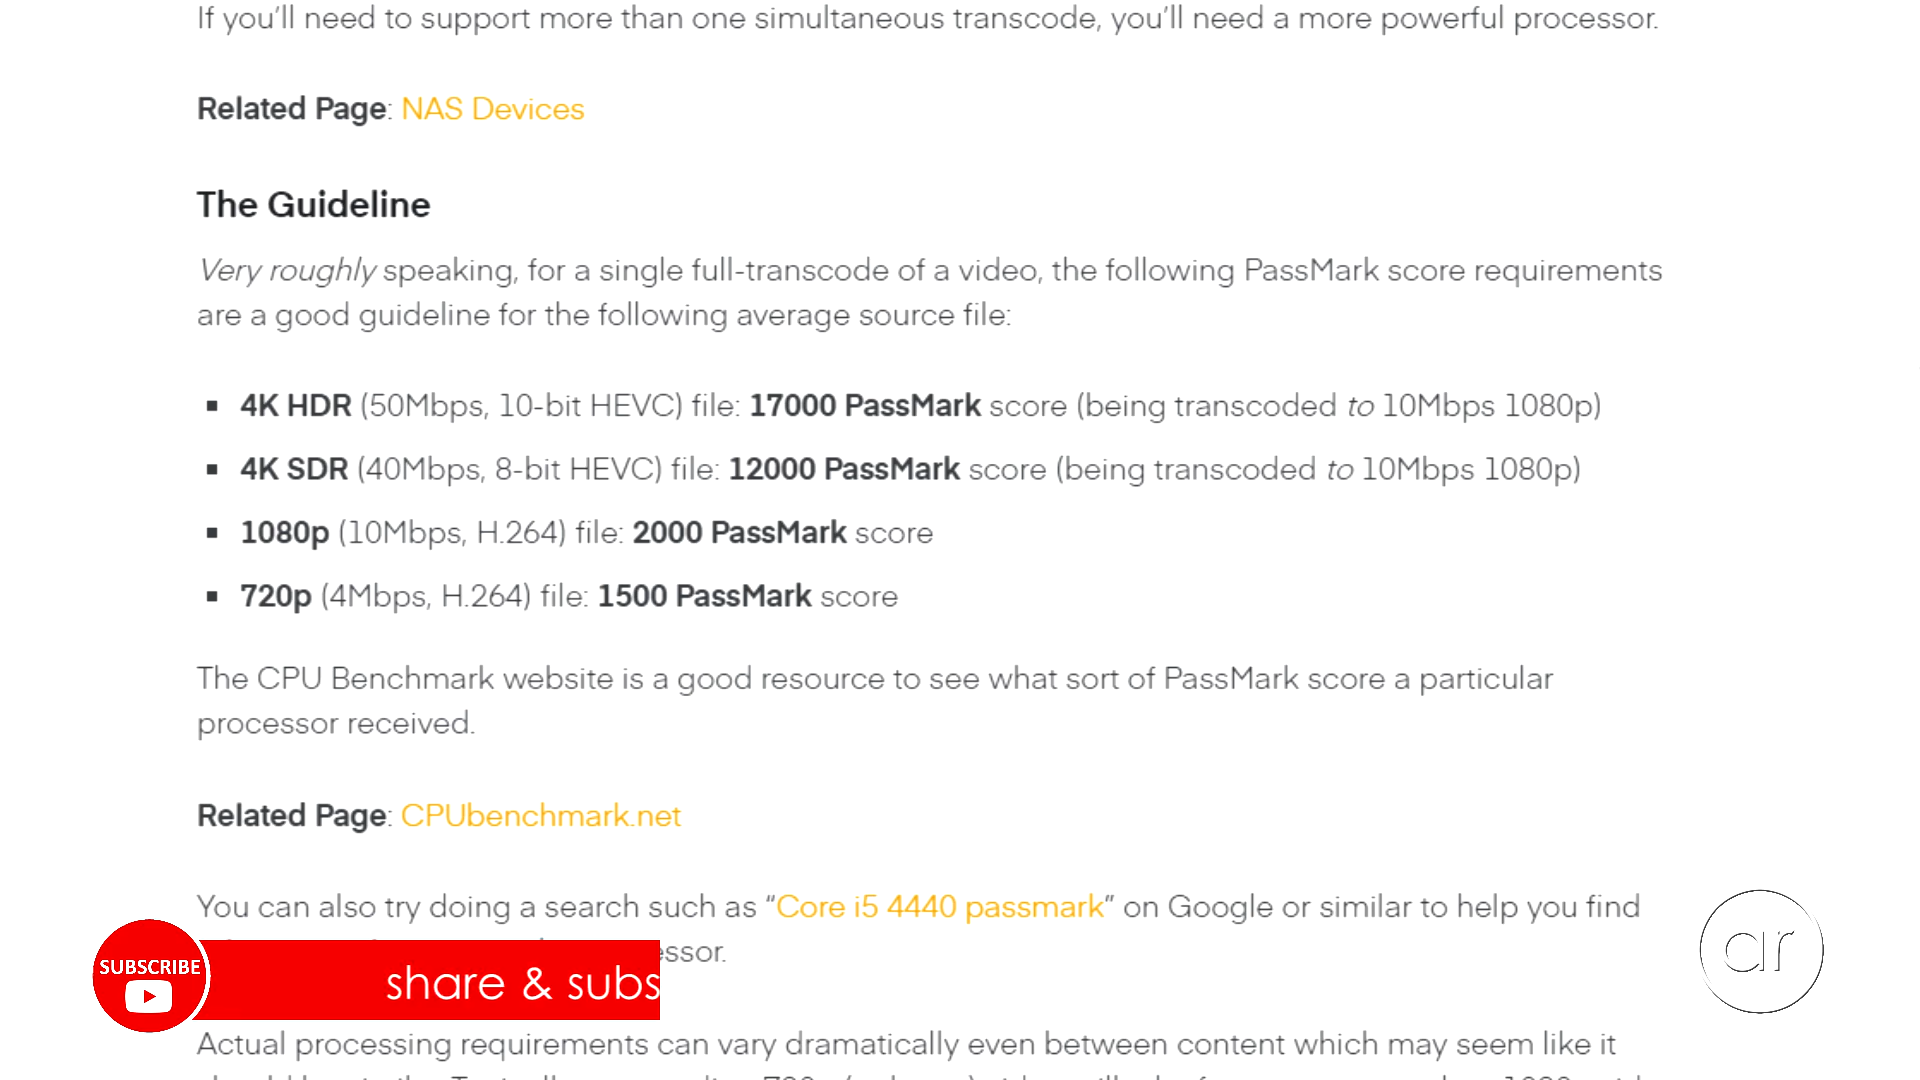 If you’ll need to support more than one simultaneous transcode, you’ll need a more powerful processor.
Related Page: NAS Devices
The Guideline
Very roughly speaking, for a single full-transcode of a video, the following PassMark score requirements
are a good guideline for the following average source file:
▪ 4K HDR (50Mbps, 10-bit HEVC) file: 17000 PassMark score (being transcoded to 10Mbps 1080p)
▪ 4K SDR (40Mbps, 8-bit HEVC) file: 12000 PassMark score (being transcoded to 10Mbps 1080p)
▪ 1080p (10Mbps, H.264) file: 2000 PassMark score
▪ 720p (4Mbps, H.264) file: 1500 PassMark score
The CPU Benchmark website is a good resource to see what sort of PassMark score a particular
processor received.
Related Page: CPUbenchmark.net
You can also try doing a search such as “Core i5 4440 passmark” on Google or similar to help you find
essor.
SUBSCRIBE
share & subs
ar
Actual processing requirements can vary dramatically even between content which may seem like it